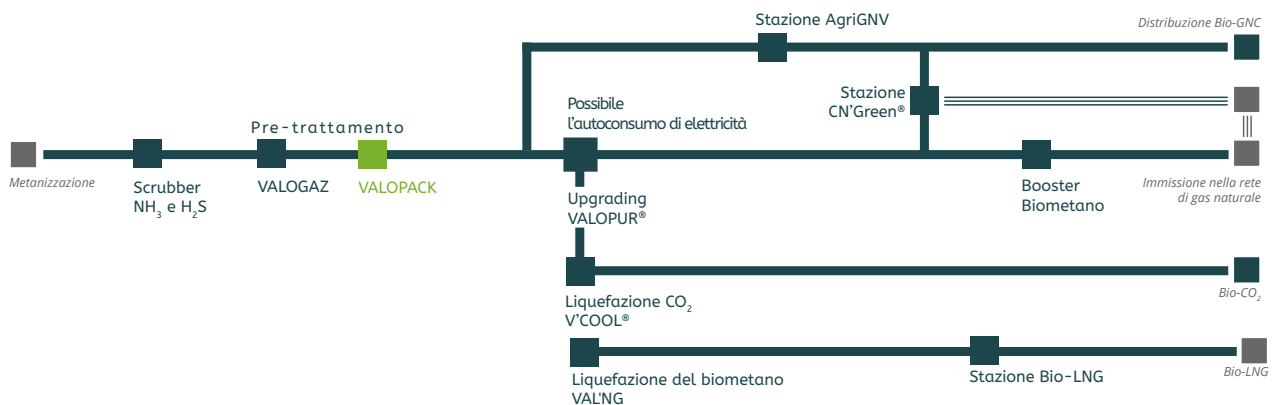 Stazione AgriGNV
Distribuzione Bio-GNC
Stazione
CN'Green®
Possibile
l'autoconsumo di elettricità
Pre-trattamento
Metanizzazione
Scrubber
NH₃ e H₂S
VALOGAZ
VALOPACK
Upgrading
VALOPUR®
Booster
Biometano
Immissione nella rete
di gas naturale
Liquefazione CO₂
V'COOL®
Bio-CO₂
Liquefazione del biometano
VAL'NG
Stazione Bio-LNG
Bio-LNG